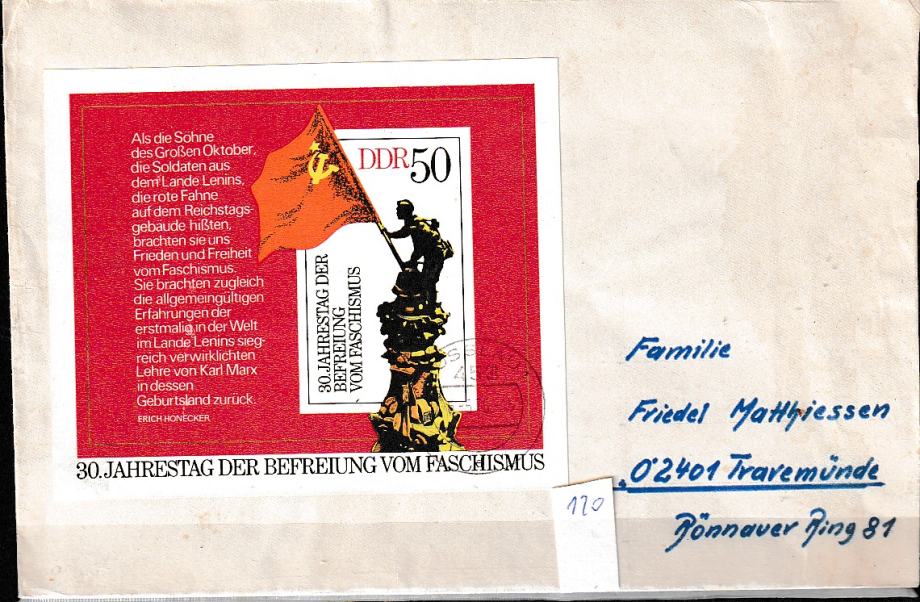 Als die Söhne
des Großen Oktober,
die Soldaten aus
dem Lande Lenins,
die rote Fahne
auf dem Reichstags-
gebäude hißten,
brachten sie uns
Frieden und Freiheit
vom Faschismus.
Sie brachten zugleich
die allgemeingültigen
Erfahrungen der
erstmalig in der Welt
im Lande Lenins sieg-
reich verwirklichten
Lehre von Karl Marx
in dessen
Geburtsland zurück.
ERICH HONECKER
DDR 50
30. JAHRESTAG DER
BEFREIUNG
VOM FASCHISMUS
30. JAHRESTAG DER BEFREIUNG VOM FASCHISMUS
120
Familie
Friedel Matthiessen
Ö2401 Travemünde
Rönnauer Ring 81